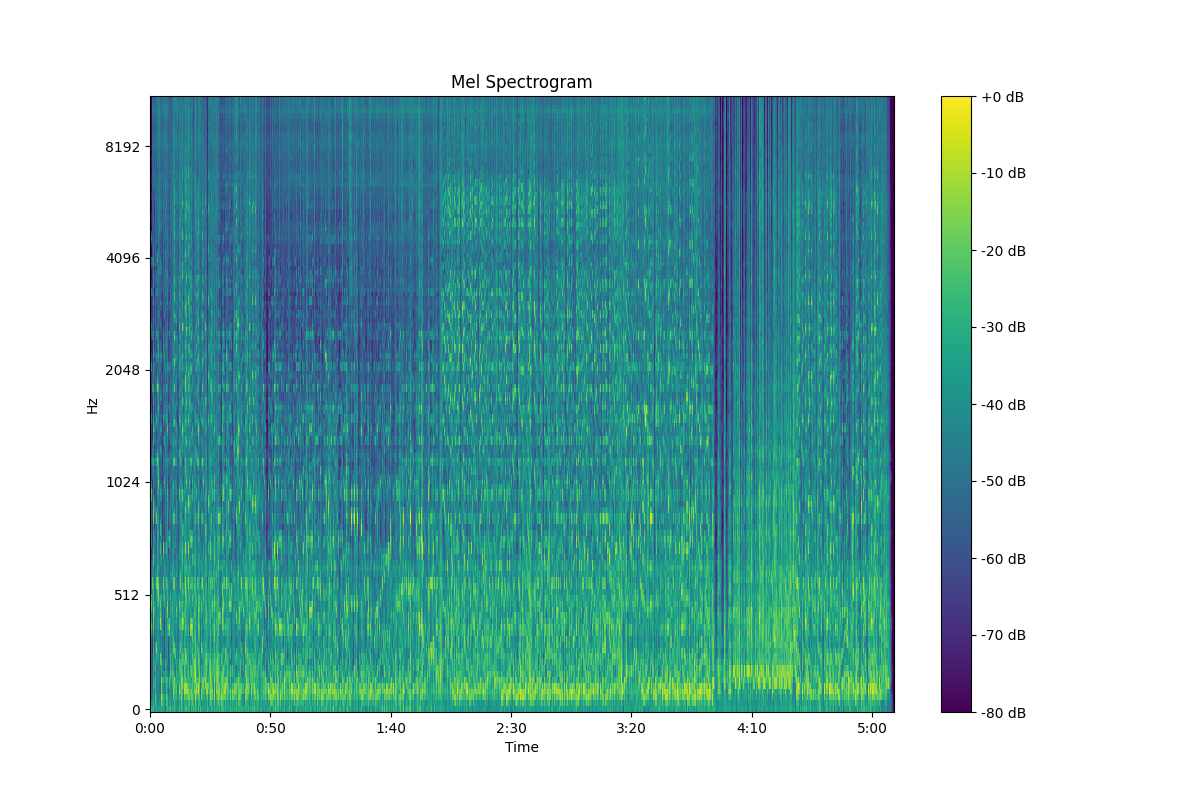 Mel Spectrogram
+0 dB
8192
-10 dB
-20 dB
4096
-30 dB
2048
-40 dB
Hz
1024
-50 dB
-60 dB
512
-70 dB
0
-80 dB
0:00 0:50 1:40 2:30 3:20 4:10 5:00
Time